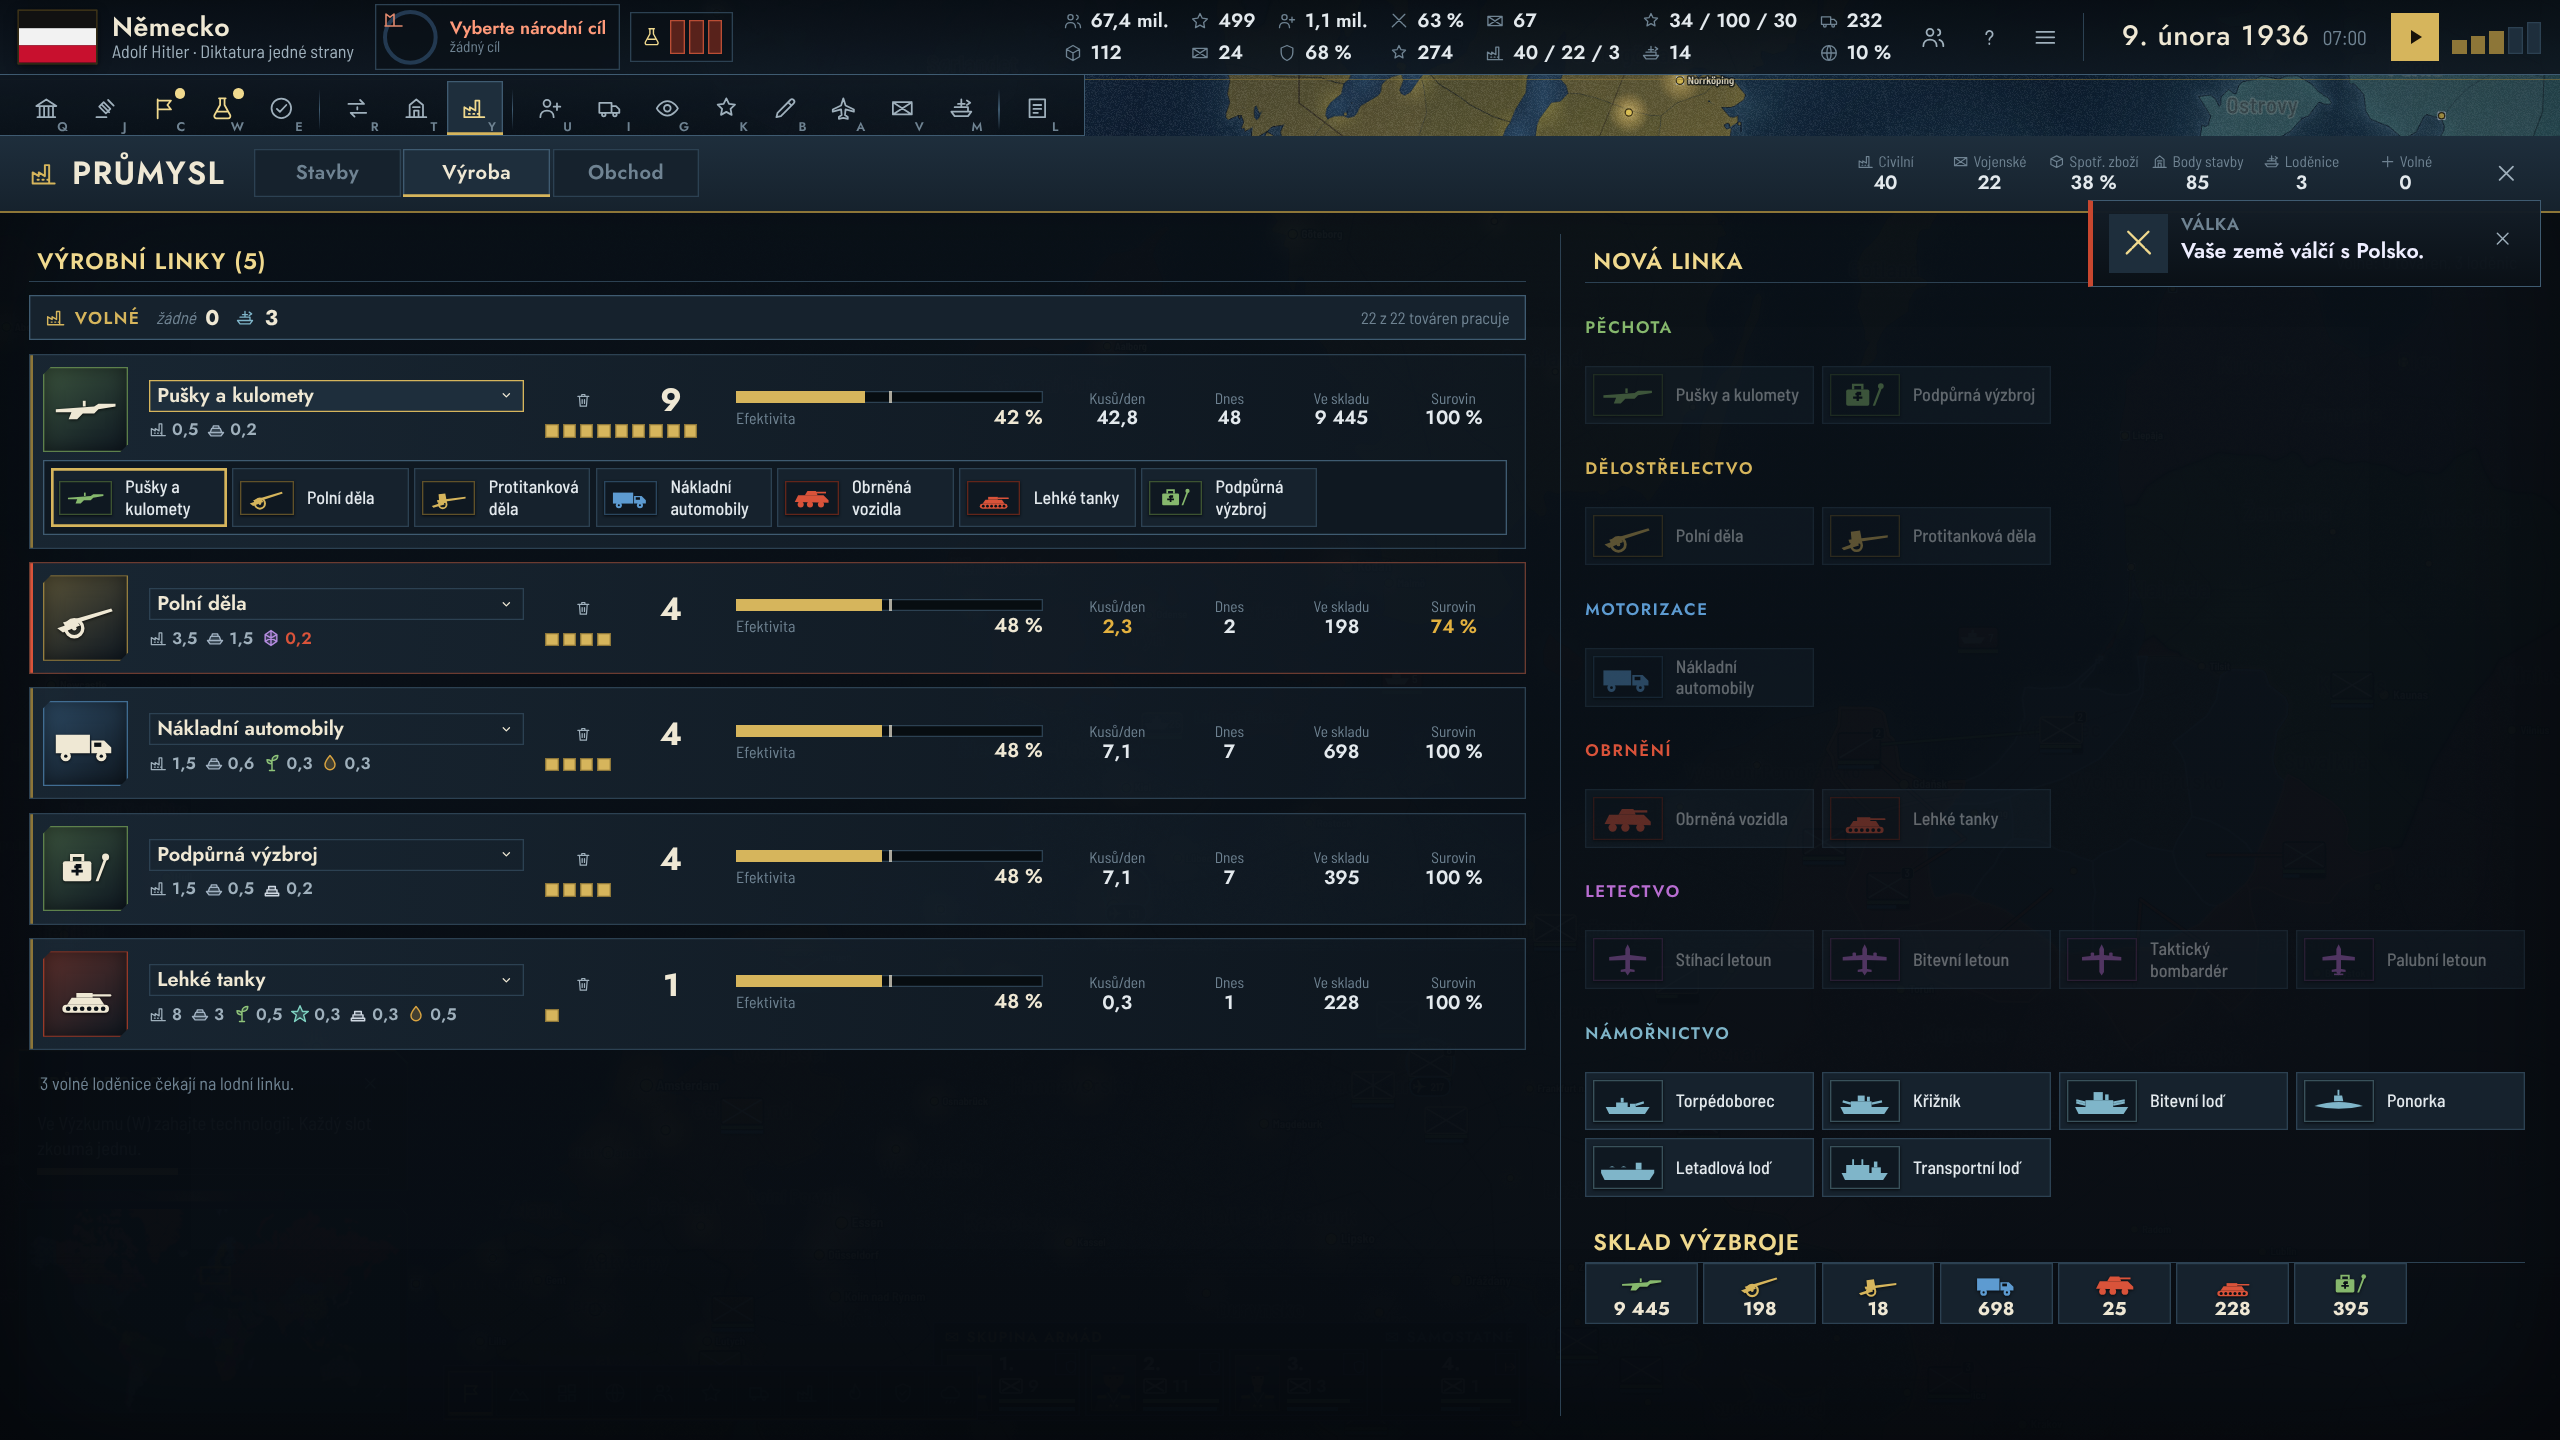 Německo
Adolf Hitler · Diktatura jedné strany
Vyberte národní cíl
žádný cíl
67,4 mil. 499 1,1 mil. 63 % 67 34 / 100 / 30 232
112 24 68 % 274 40 / 22 / 3 14 10 %
9. února 1936 07:00
Q J C W E R T Y U I G K B A V M L
Norrköping
Ostrovy
PRŮMYSL
Stavby
Výroba
Obchod
Civilní 40
Vojenské 22
Spotř. zboží 38 %
Body stavby 85
Loděnice 3
Volné 0
VÁLKA
Vaše země válčí s Polsko.
VÝROBNÍ LINKY (5)
VOLNÉ žádné 0 3
22 z 22 továren pracuje
Pušky a kulomety
0,5 0,2
9
Efektivita 42 %
Kusů/den 42,8
Dnes 48
Ve skladu 9 445
Surovin 100 %
Pušky a kulomety
Polní děla
Protitanková děla
Nákladní automobily
Obrněná vozidla
Lehké tanky
Podpůrná výzbroj
Polní děla
3,5 1,5 0,2
4
Efektivita 48 %
Kusů/den 2,3
Dnes 2
Ve skladu 198
Surovin 74 %
Nákladní automobily
1,5 0,6 0,3 0,3
4
Efektivita 48 %
Kusů/den 7,1
Dnes 7
Ve skladu 698
Surovin 100 %
Podpůrná výzbroj
1,5 0,5 0,2
4
Efektivita 48 %
Kusů/den 7,1
Dnes 7
Ve skladu 395
Surovin 100 %
Lehké tanky
8 3 0,5 0,3 0,3 0,5
1
Efektivita 48 %
Kusů/den 0,3
Dnes 1
Ve skladu 228
Surovin 100 %
3 volné loděnice čekají na lodní linku.
NOVÁ LINKA
PĚCHOTA
Pušky a kulomety
Podpůrná výzbroj
DĚLOSTŘELECTVO
Polní děla
Protitanková děla
MOTORIZACE
Nákladní automobily
OBRNĚNÍ
Obrněná vozidla
Lehké tanky
LETECTVO
Stíhací letoun
Bitevní letoun
Taktický bombardér
Palubní letoun
NÁMOŘNICTVO
Torpédoborec
Křižník
Bitevní loď
Ponorka
Letadlová loď
Transportní loď
SKLAD VÝZBROJE
9 445 198 18 698 25 228 395